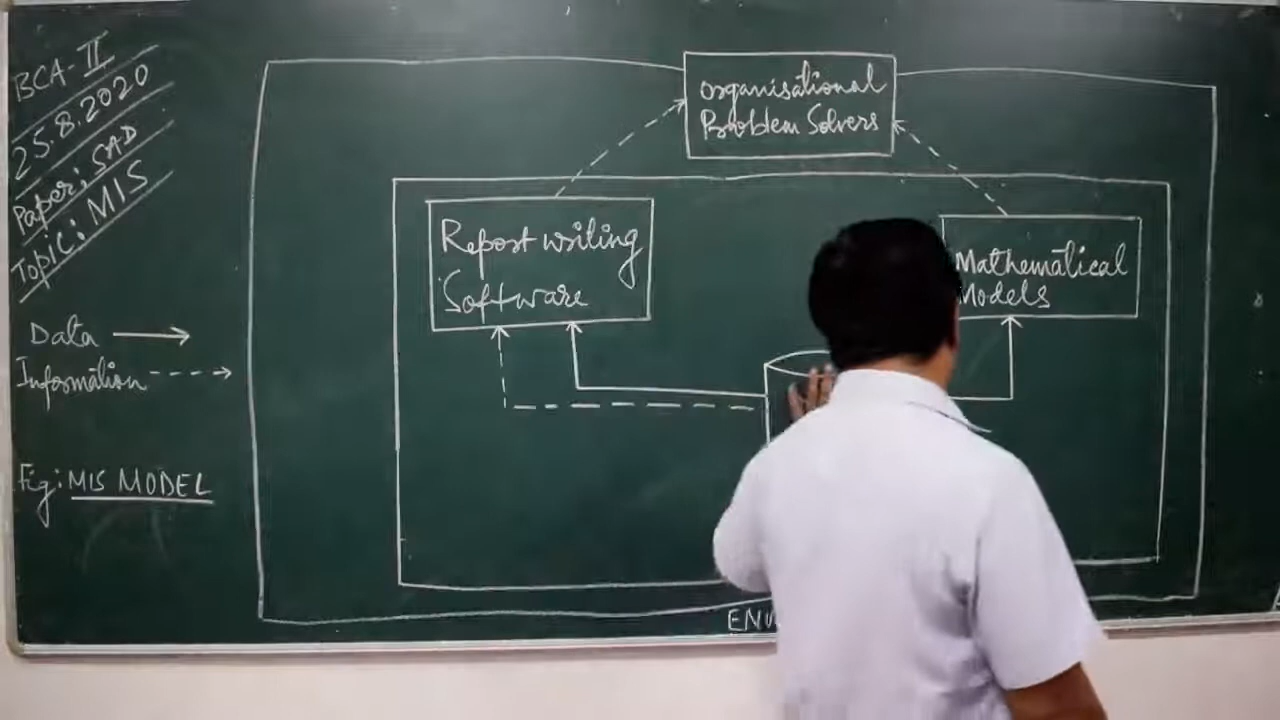 BCA-II
25.8.2020
Paper: SAD
Topic: MIS
Data
Information
Fig: MIS MODEL
Organisational
Problem Solvers
Report writing
Software
Mathematical
Models